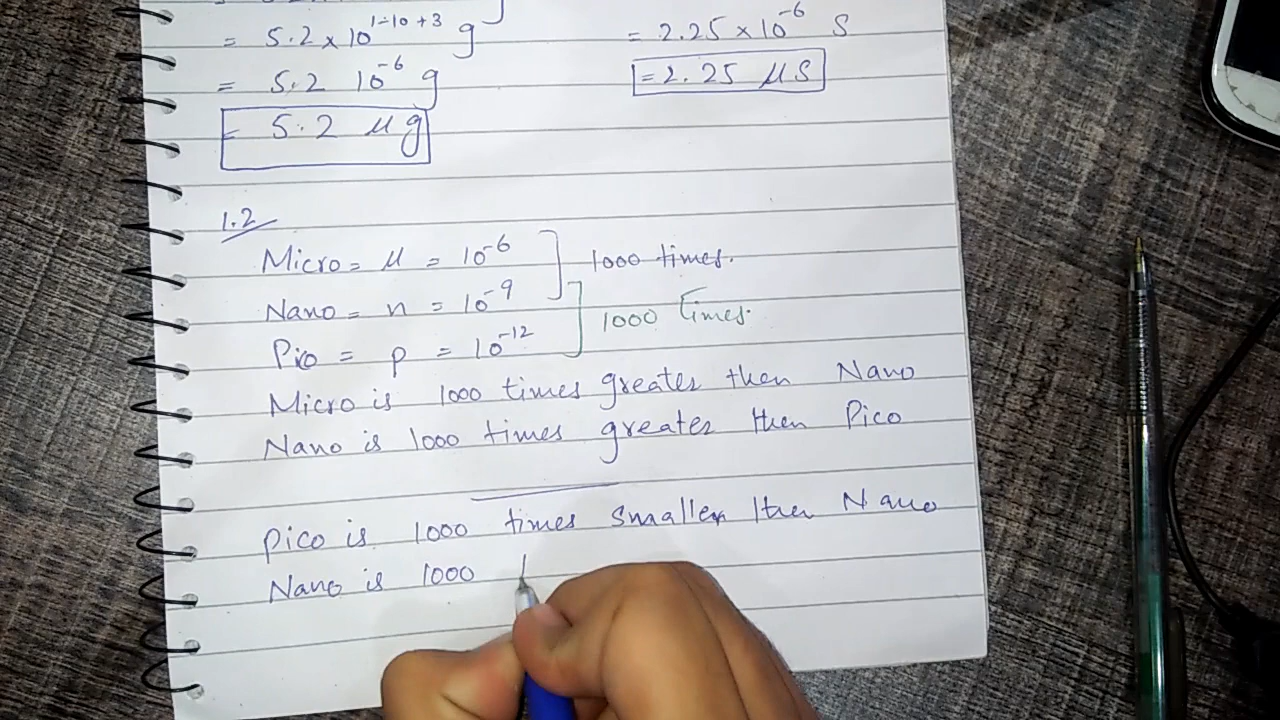 = 5.2 × 10^1-10+3 g
= 5.2 10^-6 g
= 5.2 μg
= 2.25 × 10^-6 S
= 2.25 μS
1.2
Micro = μ = 10^-6 ] 1000 times.
Nano = n = 10^-9
] 1000 times.
Pico = p = 10^-12
Micro is 1000 times greater then Nano
Nano is 1000 times greater then Pico
Pico is 1000 times smaller then Nano
Nano is 1000